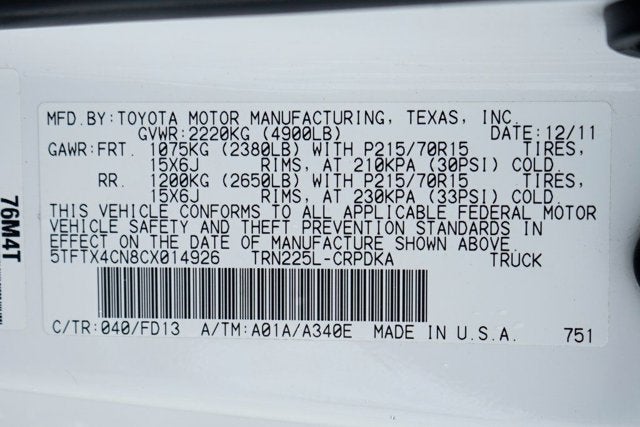 MFD.BY:TOYOTA MOTOR MANUFACTURING, TEXAS, INC.
GVWR:2220KG (4900LB) DATE:12/11
GAWR:FRT. 1075KG (2380LB) WITH P215/70R15 TIRES,
15X6J RIMS, AT 210KPA (30PSI) COLD
RR. 1200KG (2650LB) WITH P215/70R15 TIRES,
15X6J RIMS, AT 230KPA (33PSI) COLD
THIS VEHICLE CONFORMS TO ALL APPLICABLE FEDERAL MOTOR
VEHICLE SAFETY AND THEFT PREVENTION STANDARDS IN
EFFECT ON THE DATE OF MANUFACTURE SHOWN ABOVE.
5TFTX4CN8CX014926 TRN225L-CRPDKA TRUCK
C/TR:040/FD13 A/TM:A01A/A340E MADE IN U.S.A. 751
76M4T